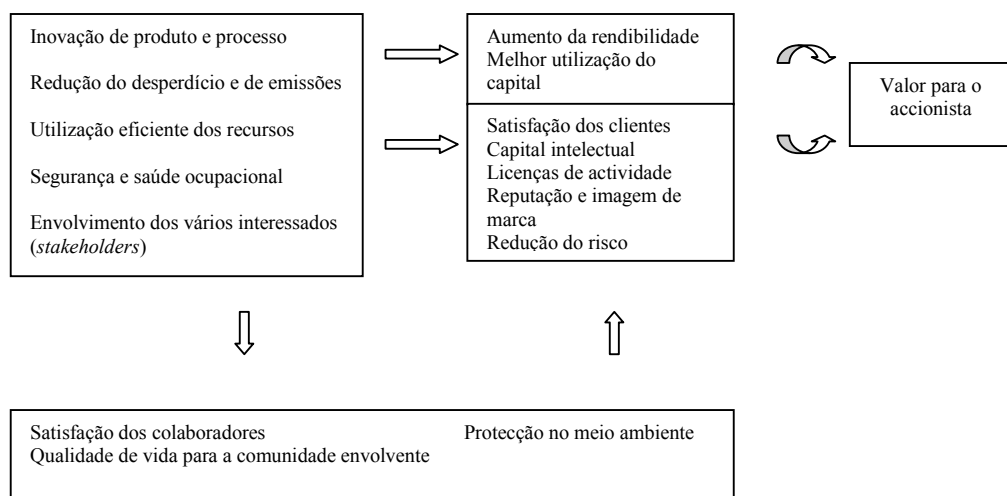 Inovação de produto e processo
Redução do desperdício e de emissões
Utilização eficiente dos recursos
Segurança e saúde ocupacional
Envolvimento dos vários interessados
(stakeholders)
Aumento da rendibilidade
Melhor utilização do
capital
Satisfação dos clientes
Capital intelectual
Licenças de actividade
Reputação e imagem de
marca
Redução do risco
Valor para o
accionista
Satisfação dos colaboradores
Qualidade de vida para a comunidade envolvente
Protecção no meio ambiente